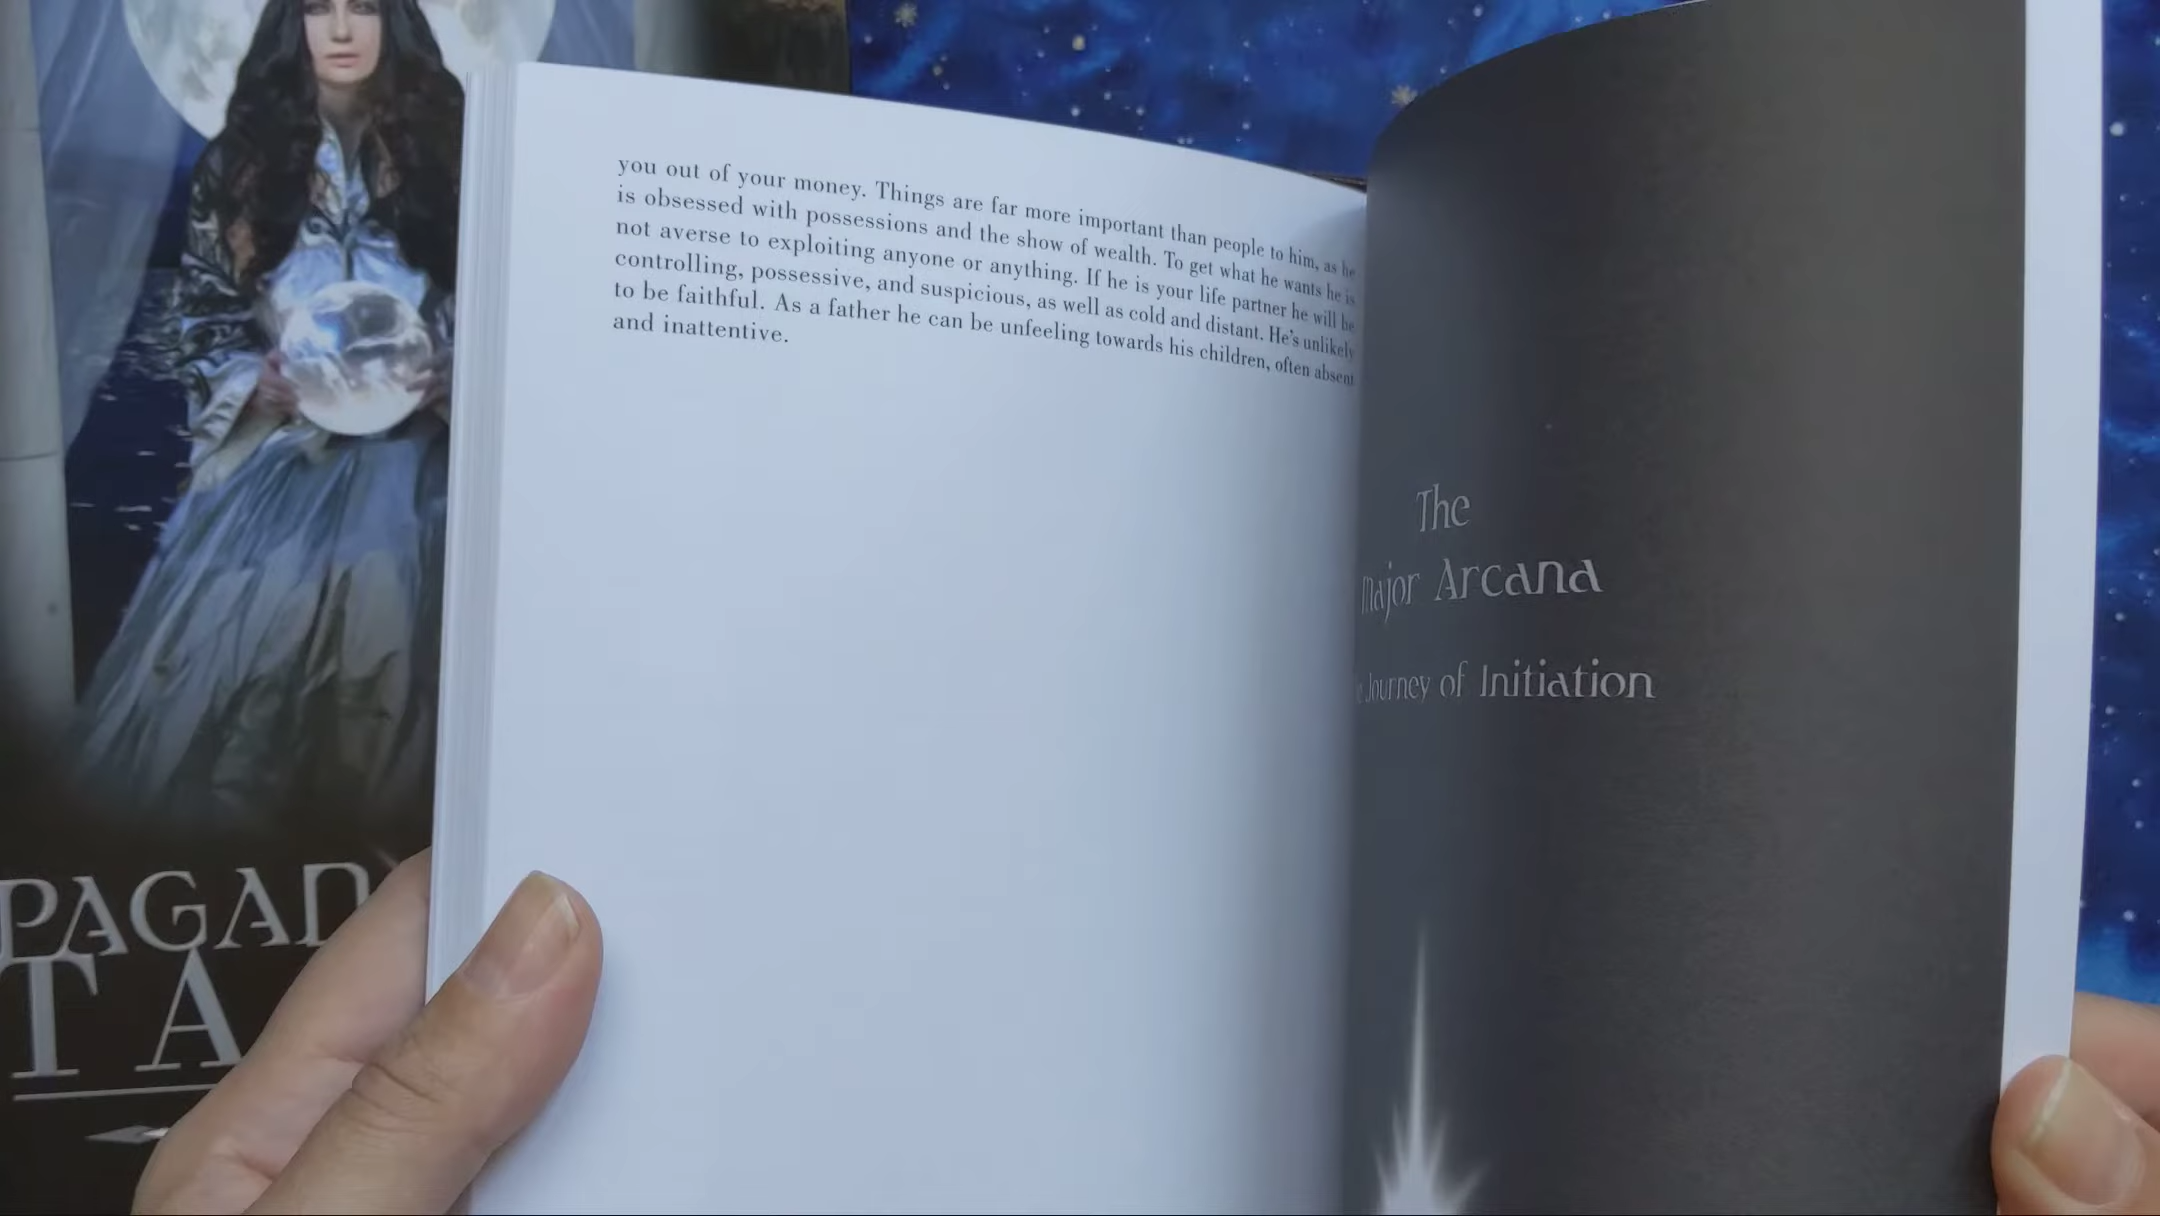 you out of your money. Things are far more important than people to him, as he
is obsessed with possessions and the show of wealth. To get what he wants he is
not averse to exploiting anyone or anything. If he is your life partner he will be
controlling, possessive, and suspicious, as well as cold and distant. He's unlikely
to be faithful. As a father he can be unfeeling towards his children, often absent
and inattentive.
The
Major Arcana
Journey of Initiation
PAGAN
TA